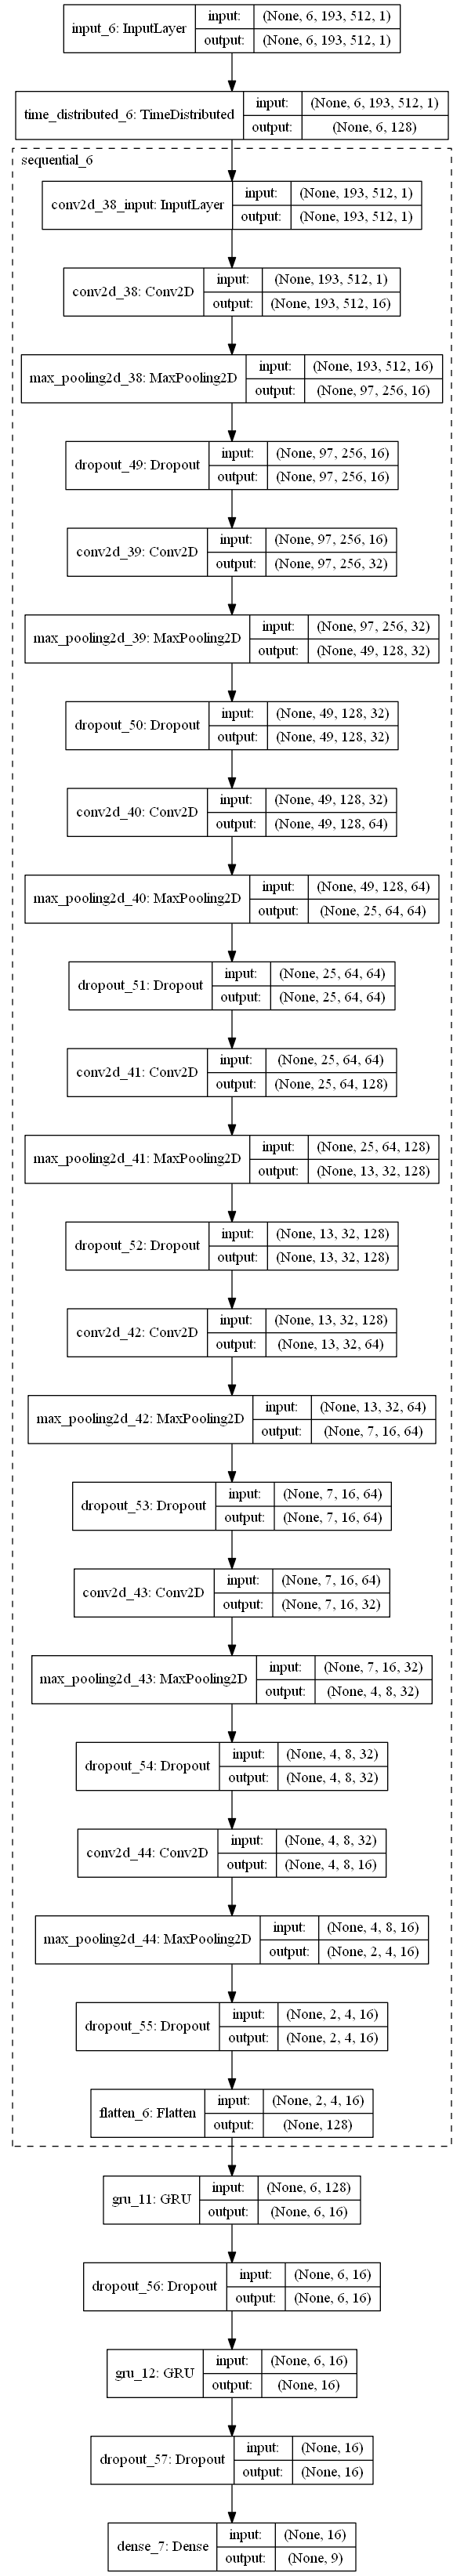 input_6: InputLayer
input: (None, 6, 193, 512, 1)
output: (None, 6, 193, 512, 1)
time_distributed_6: TimeDistributed
input: (None, 6, 193, 512, 1)
output: (None, 6, 128)
sequential_6
conv2d_38_input: InputLayer
input: (None, 193, 512, 1)
output: (None, 193, 512, 1)
conv2d_38: Conv2D
input: (None, 193, 512, 1)
output: (None, 193, 512, 16)
max_pooling2d_38: MaxPooling2D
input: (None, 193, 512, 16)
output: (None, 97, 256, 16)
dropout_49: Dropout
input: (None, 97, 256, 16)
output: (None, 97, 256, 16)
conv2d_39: Conv2D
input: (None, 97, 256, 16)
output: (None, 97, 256, 32)
max_pooling2d_39: MaxPooling2D
input: (None, 97, 256, 32)
output: (None, 49, 128, 32)
dropout_50: Dropout
input: (None, 49, 128, 32)
output: (None, 49, 128, 32)
conv2d_40: Conv2D
input: (None, 49, 128, 32)
output: (None, 49, 128, 64)
max_pooling2d_40: MaxPooling2D
input: (None, 49, 128, 64)
output: (None, 25, 64, 64)
dropout_51: Dropout
input: (None, 25, 64, 64)
output: (None, 25, 64, 64)
conv2d_41: Conv2D
input: (None, 25, 64, 64)
output: (None, 25, 64, 128)
max_pooling2d_41: MaxPooling2D
input: (None, 25, 64, 128)
output: (None, 13, 32, 128)
dropout_52: Dropout
input: (None, 13, 32, 128)
output: (None, 13, 32, 128)
conv2d_42: Conv2D
input: (None, 13, 32, 128)
output: (None, 13, 32, 64)
max_pooling2d_42: MaxPooling2D
input: (None, 13, 32, 64)
output: (None, 7, 16, 64)
dropout_53: Dropout
input: (None, 7, 16, 64)
output: (None, 7, 16, 64)
conv2d_43: Conv2D
input: (None, 7, 16, 64)
output: (None, 7, 16, 32)
max_pooling2d_43: MaxPooling2D
input: (None, 7, 16, 32)
output: (None, 4, 8, 32)
dropout_54: Dropout
input: (None, 4, 8, 32)
output: (None, 4, 8, 32)
conv2d_44: Conv2D
input: (None, 4, 8, 32)
output: (None, 4, 8, 16)
max_pooling2d_44: MaxPooling2D
input: (None, 4, 8, 16)
output: (None, 2, 4, 16)
dropout_55: Dropout
input: (None, 2, 4, 16)
output: (None, 2, 4, 16)
flatten_6: Flatten
input: (None, 2, 4, 16)
output: (None, 128)
gru_11: GRU
input: (None, 6, 128)
output: (None, 6, 16)
dropout_56: Dropout
input: (None, 6, 16)
output: (None, 6, 16)
gru_12: GRU
input: (None, 6, 16)
output: (None, 16)
dropout_57: Dropout
input: (None, 16)
output: (None, 16)
dense_7: Dense
input: (None, 16)
output: (None, 9)